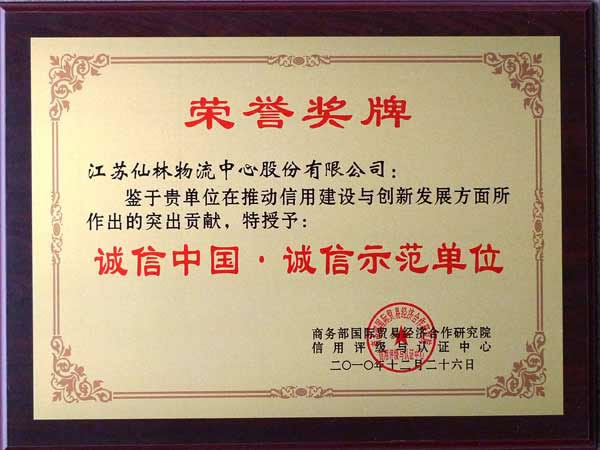 荣誉奖牌
江苏仙林物流中心股份有限公司：
鉴于贵单位在推动信用建设与创新发展方面所
作出的突出贡献，特授予：
诚信中国·诚信示范单位
商务部国际贸易经济合作研究院
信用评级与认证中心
二〇一〇年十二月二十六日